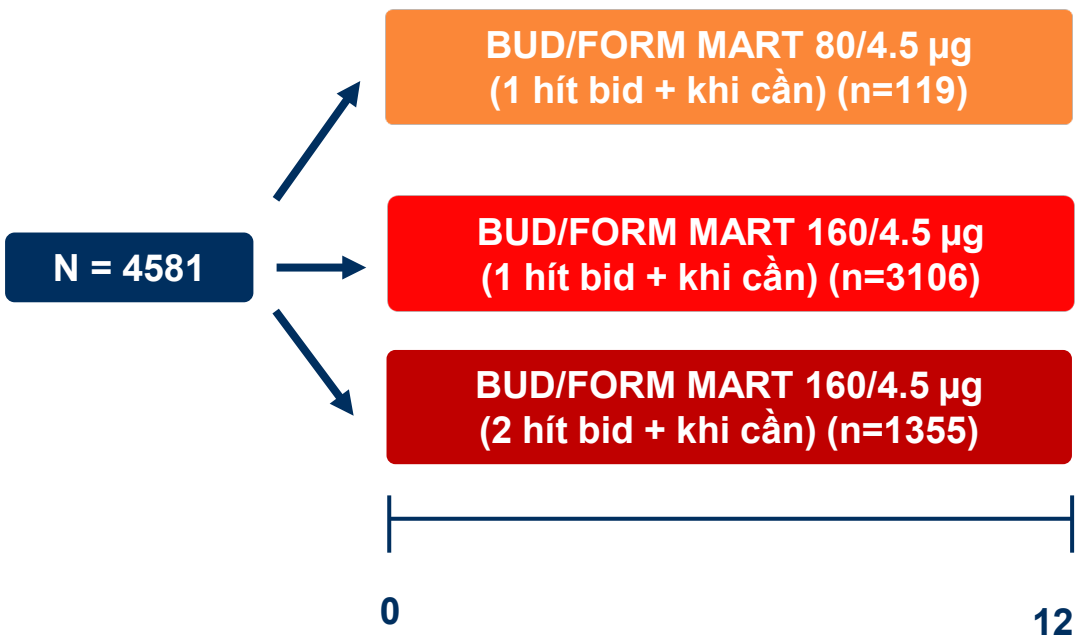 BUD/FORM MART 80/4.5 µg
(1 hít bid + khi cần) (n=119)
N = 4581
BUD/FORM MART 160/4.5 µg
(1 hít bid + khi cần) (n=3106)
BUD/FORM MART 160/4.5 µg
(2 hít bid + khi cần) (n=1355)
0
12